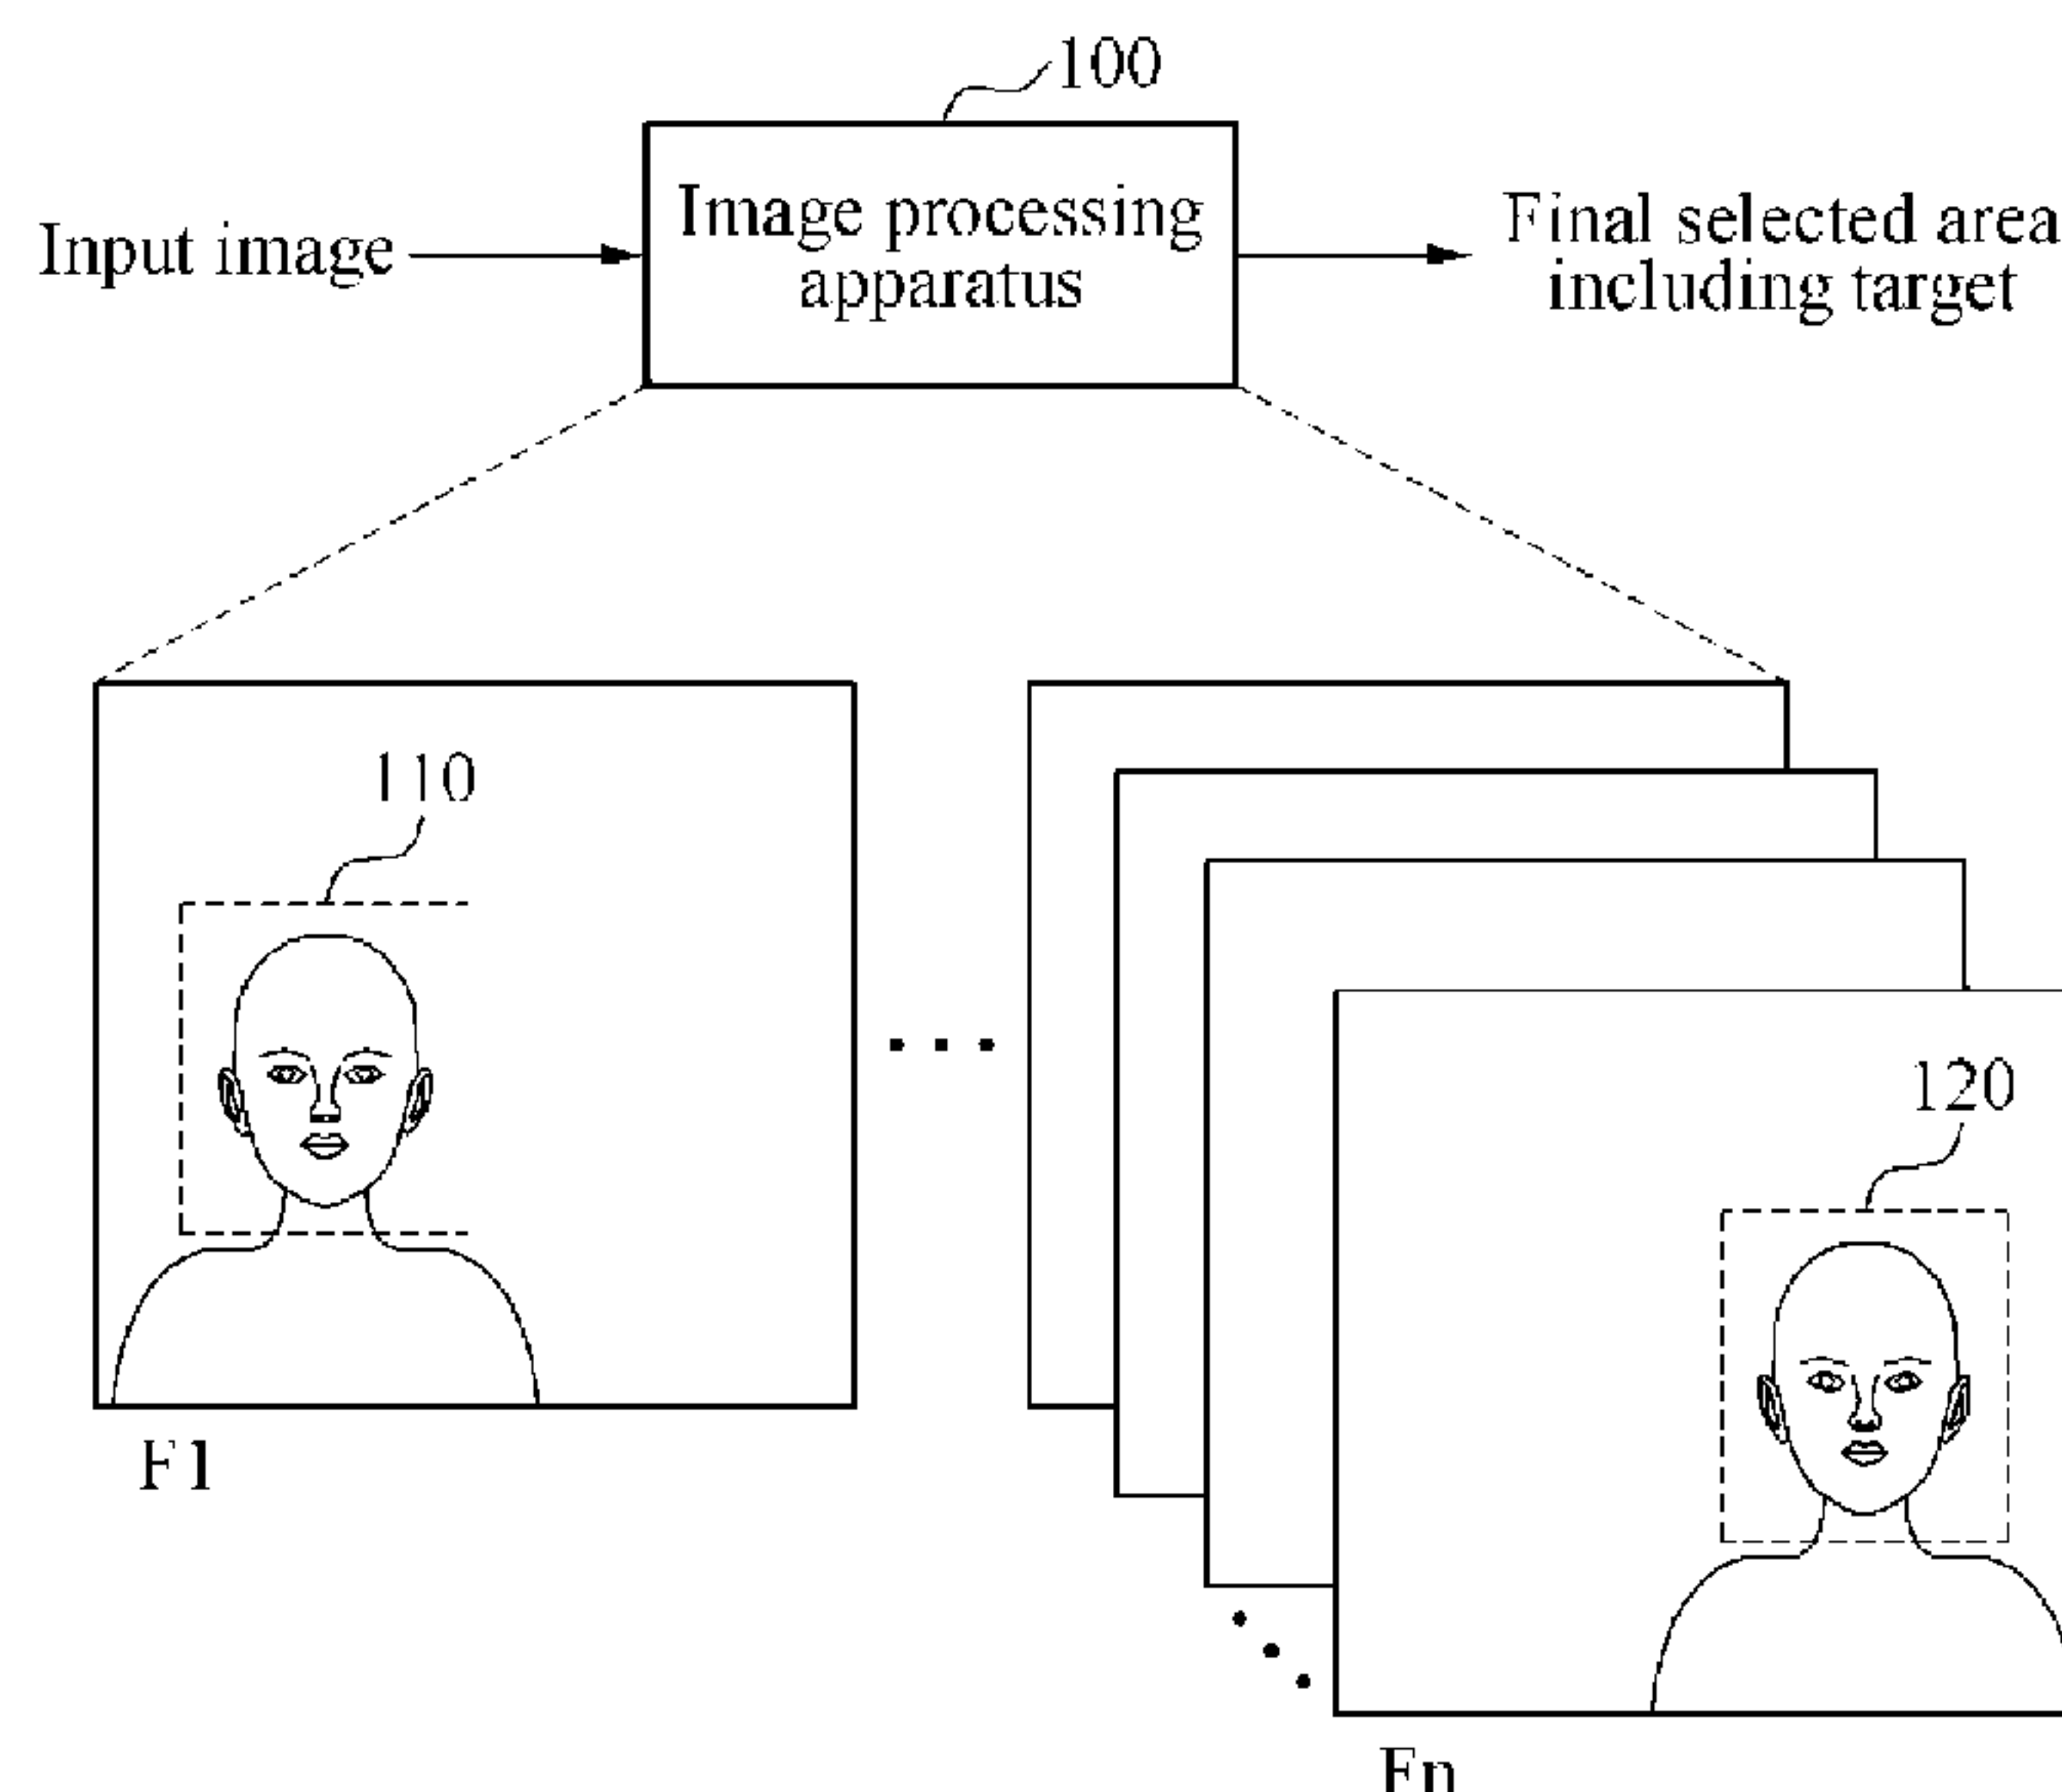 100
Input image
Image processing
apparatus
Final selected area
including target
110
120
F1
Fn